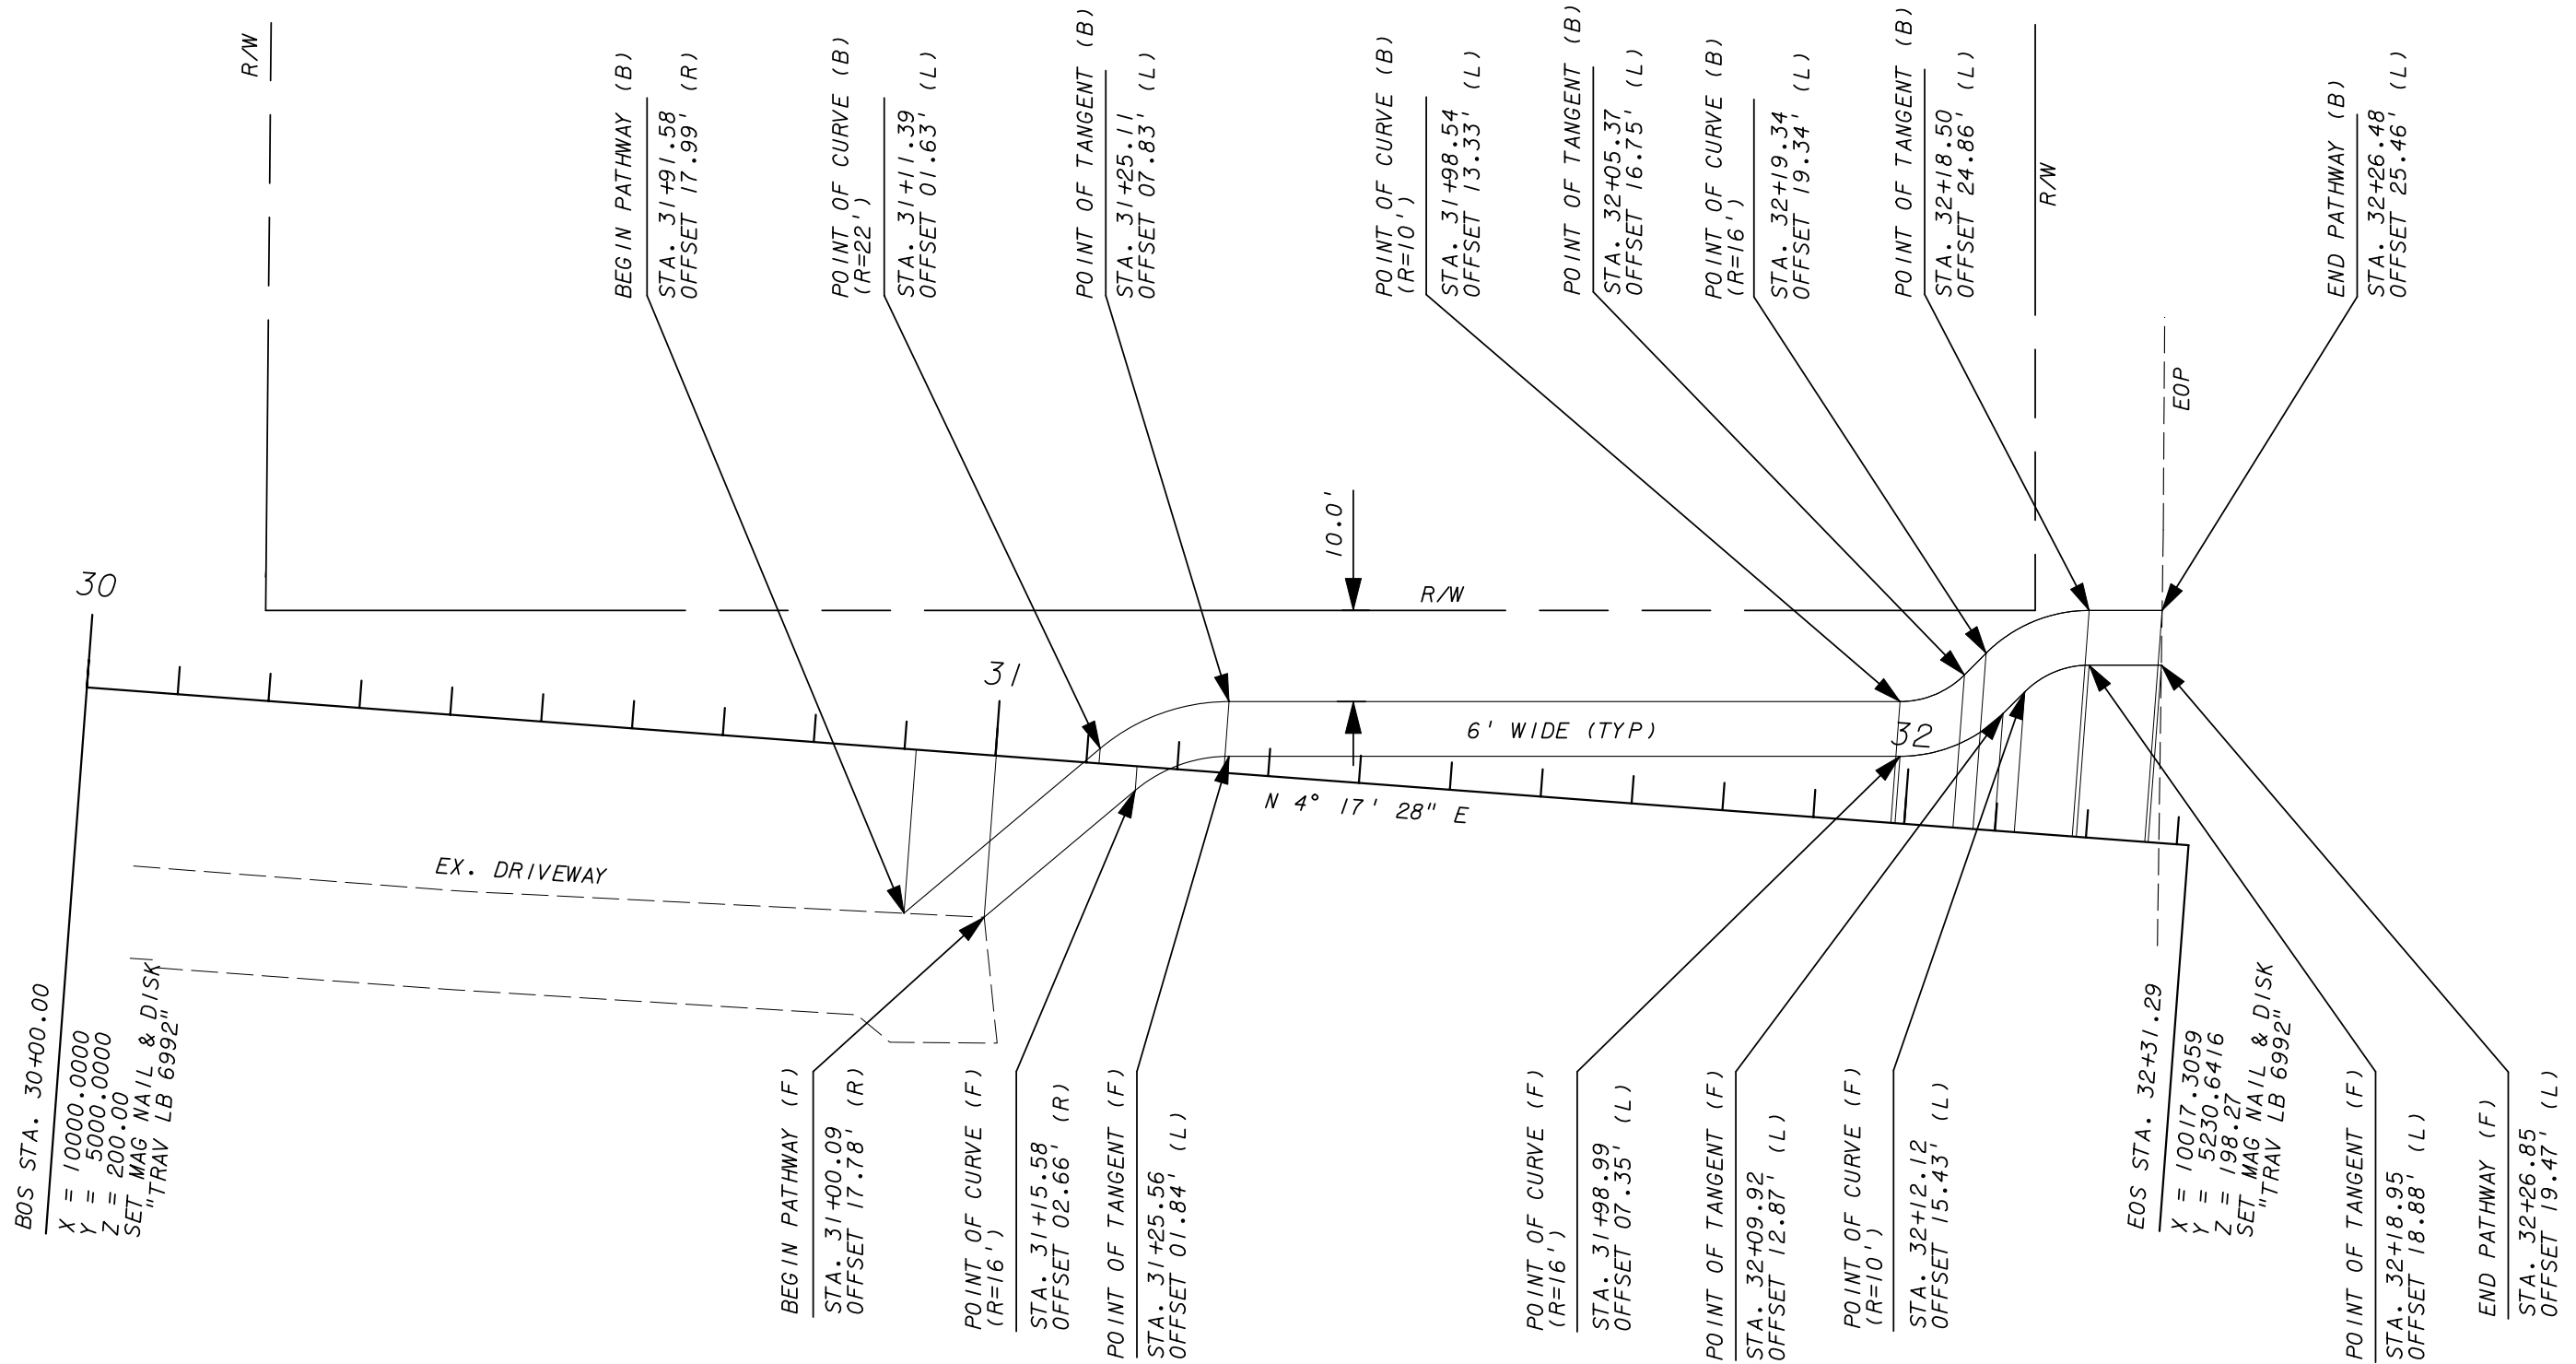 R/W
BEGIN PATHWAY (B)
STA. 31+91.58
OFFSET 17.99' (R)
POINT OF CURVE (B)
(R=22')
STA. 31+11.39
OFFSET 01.63' (L)
POINT OF TANGENT (B)
STA. 31+25.11
OFFSET 07.83' (L)
POINT OF CURVE (B)
(R=10')
STA. 31+98.54
OFFSET 13.33' (L)
POINT OF TANGENT (B)
STA. 32+05.37
OFFSET 16.75' (L)
POINT OF CURVE (B)
(R=16')
STA. 32+19.34
OFFSET 19.34' (L)
POINT OF TANGENT (B)
STA. 32+18.50
OFFSET 24.86' (L)
R/W
END PATHWAY (B)
STA. 32+26.48
OFFSET 25.46' (L)
EOP
10.0'
R/W
30
31
32
6' WIDE (TYP)
N 4° 17' 28" E
EX. DRIVEWAY
BOS STA. 30+00.00
X = 10000.0000
Y = 5000.0000
Z = 200.00
SET MAG NAIL & DISK
"TRAV LB 6992"
BEGIN PATHWAY (F)
STA. 31+00.09
OFFSET 17.78' (R)
POINT OF CURVE (F)
(R=16')
STA. 31+15.58
OFFSET 02.66' (R)
POINT OF TANGENT (F)
STA. 31+25.56
OFFSET 01.84' (L)
POINT OF CURVE (F)
(R=16')
STA. 31+98.99
OFFSET 07.35' (L)
POINT OF TANGENT (F)
STA. 32+09.92
OFFSET 12.87' (L)
POINT OF CURVE (F)
(R=10')
STA. 32+12.12
OFFSET 15.43' (L)
EOS STA. 32+31.29
X = 10017.3059
Y = 5230.6416
Z = 198.27
SET MAG NAIL & DISK
"TRAV LB 6992"
POINT OF TANGENT (F)
STA. 32+18.95
OFFSET 18.88' (L)
END PATHWAY (F)
STA. 32+26.85
OFFSET 19.47' (L)